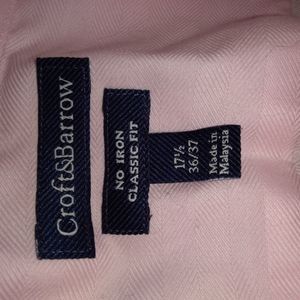 Croft&Barrow
NO IRON
CLASSIC FIT
17½
36/37
Made in
Malaysia